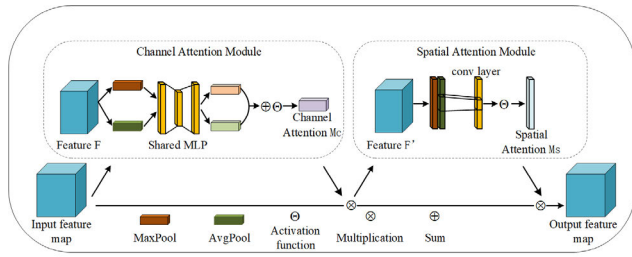 Channel Attention Module
Spatial Attention Module
conv layer
Feature F
Shared MLP
Channel
Attention Mc
Feature F'
Spatial
Attention Ms
Input feature
map
MaxPool
AvgPool
Activation
function
Multiplication
Sum
Output feature
map